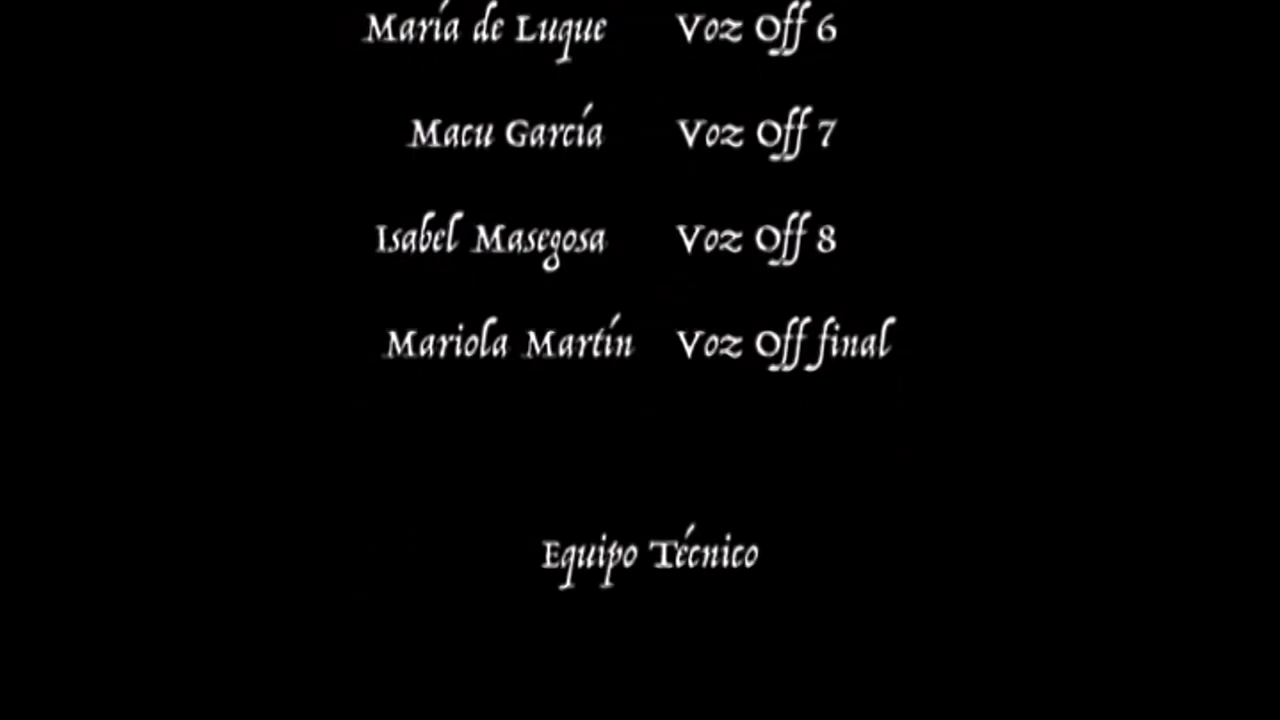 María de Luque Voz Off 6
Macu García Voz Off 7
Isabel Masegosa Voz Off 8
Mariola Martín Voz Off final
Equipo Técnico